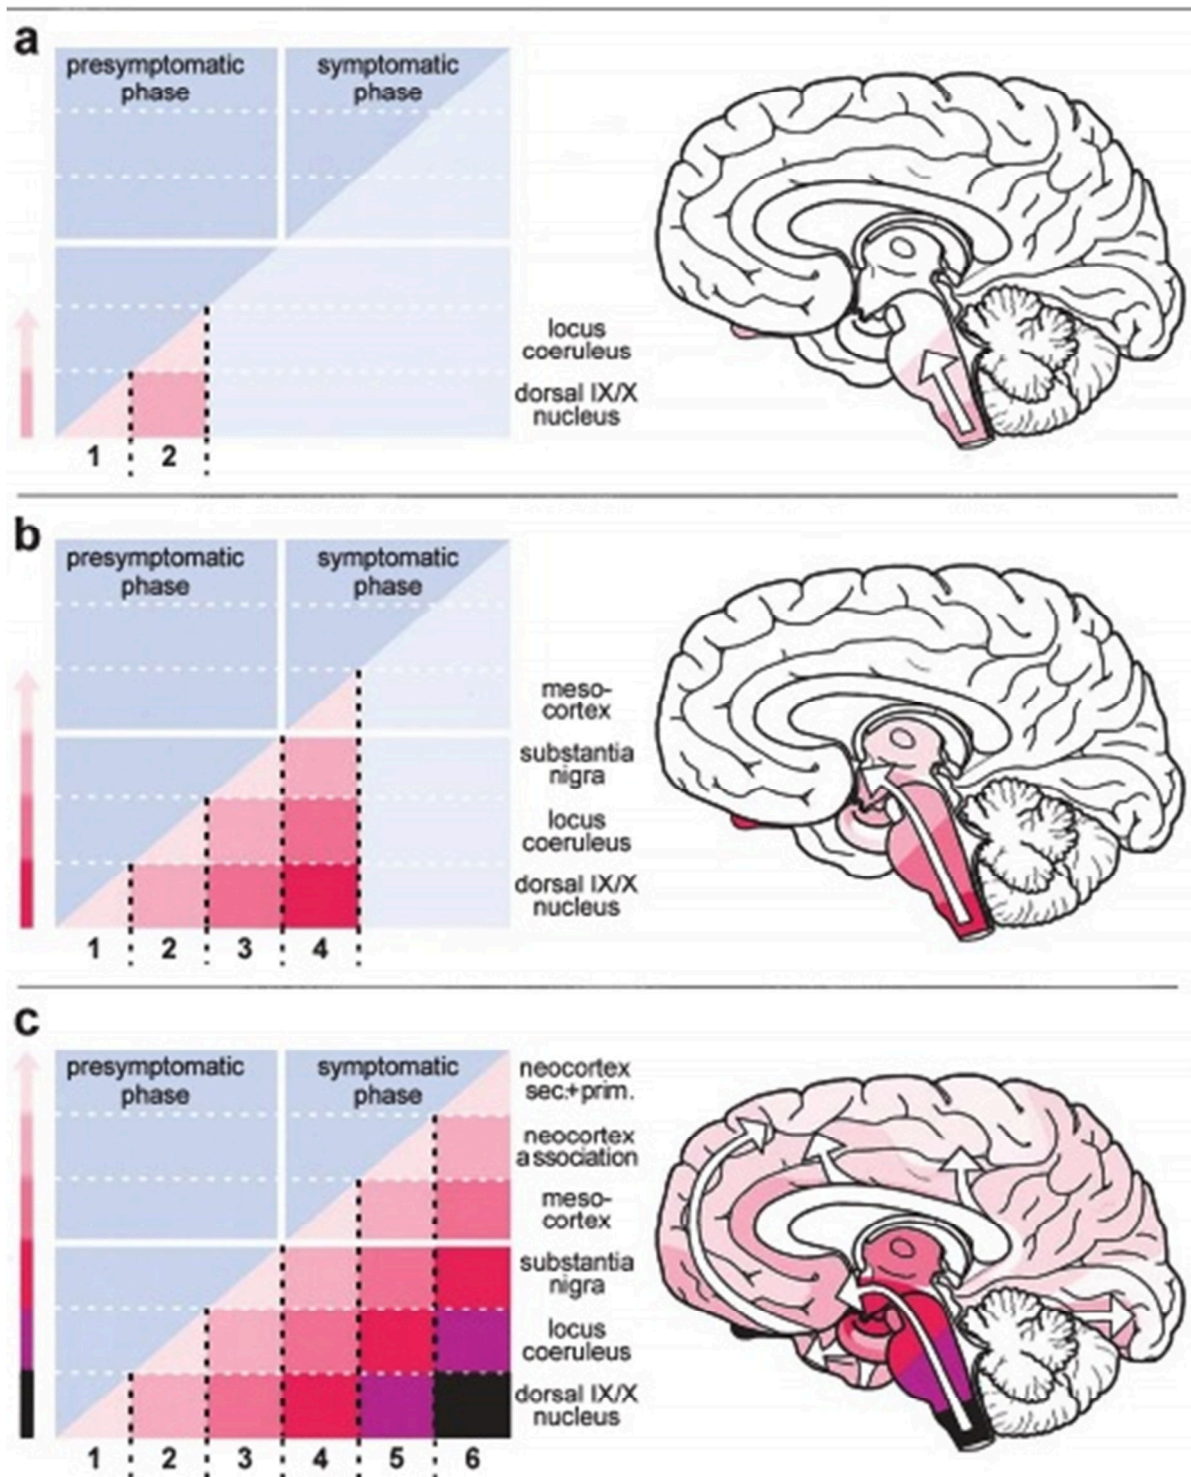 a
presymptomatic
phase
symptomatic
phase
locus
coeruleus
dorsal IX/X
nucleus
1 2
b
presymptomatic
phase
symptomatic
phase
meso-
cortex
substantia
nigra
locus
coeruleus
dorsal IX/X
nucleus
1 2 3 4
c
presymptomatic
phase
symptomatic
phase
neocortex
sec.+prim.
neocortex
association
meso-
cortex
substantia
nigra
locus
coeruleus
dorsal IX/X
nucleus
1 2 3 4 5 6